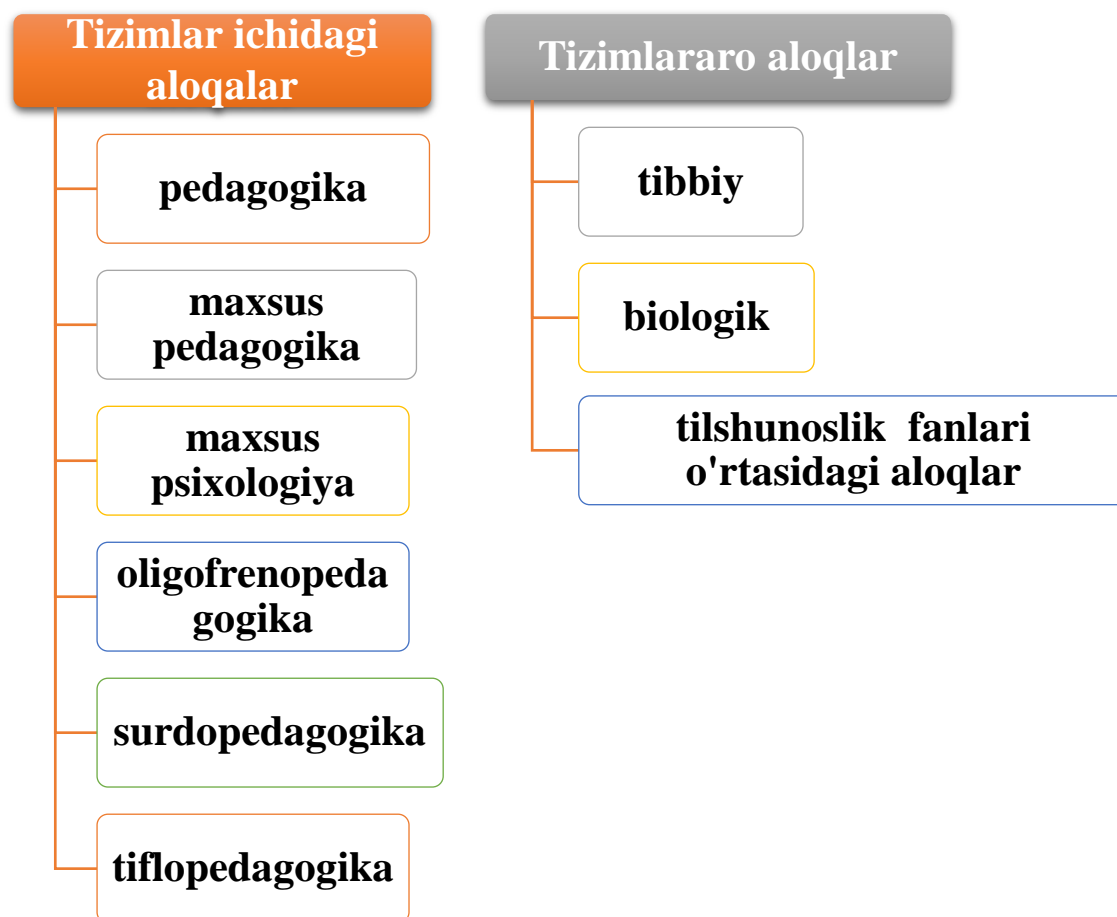 Tizimlar ichidagi
aloqalar
pedagogika
maxsus
pedagogika
maxsus
psixologiya
oligofrenopeda
gogika
surdopedagogika
tiflopedagogika
Tizimlararo aloqlar
tibbiy
biologik
tilshunoslik fanlari
o'rtasidagi aloqlar